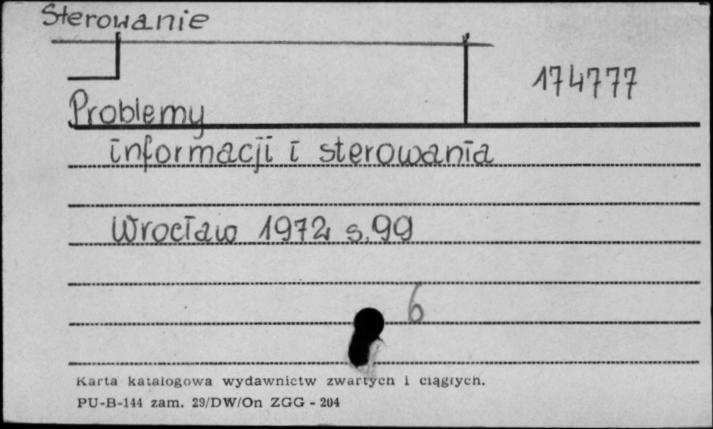 Sterowanie
174777
Problemy
informacji i sterowania
Wrocław 1972 s.99
6
Karta katalogowa wydawnictw zwartych i ciągłych.
PU-B-144 zam. 29/DW/On ZGG - 204